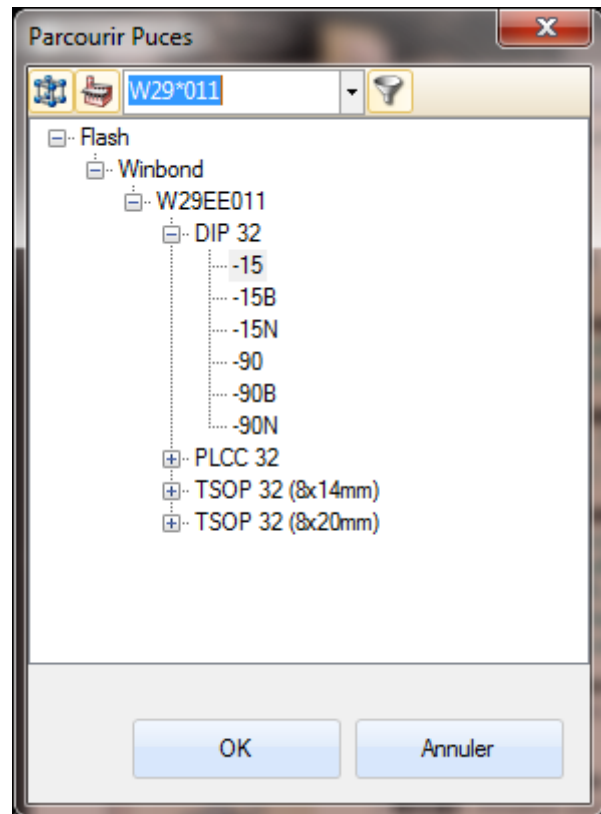 Parcourir Puces
W29*011
Flash
Winbond
W29EE011
DIP 32
-15
-15B
-15N
-90
-90B
-90N
PLCC 32
TSOP 32 (8x14mm)
TSOP 32 (8x20mm)
OK Annuler